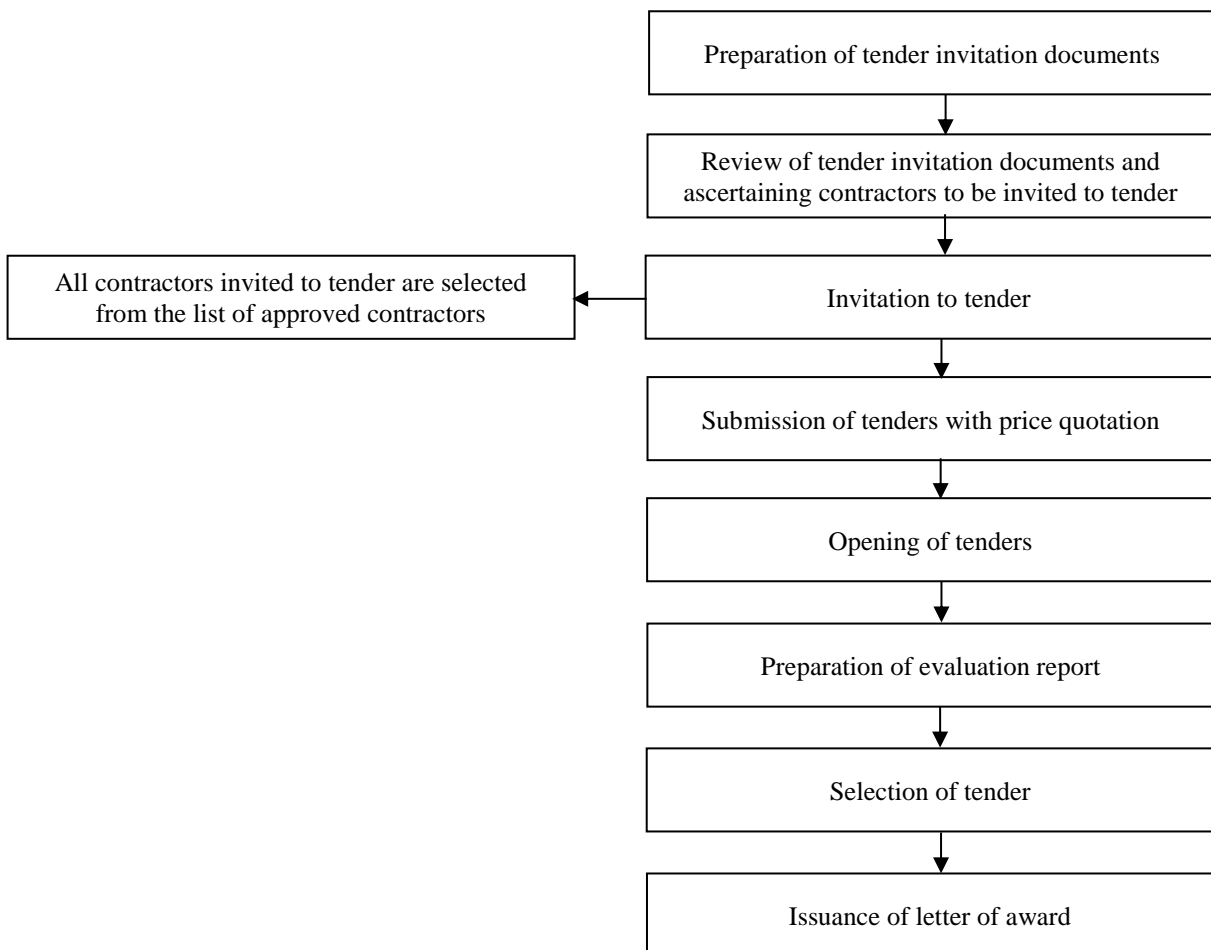 Preparation of tender invitation documents
Review of tender invitation documents and
ascertaining contractors to be invited to tender
All contractors invited to tender are selected
from the list of approved contractors
Invitation to tender
Submission of tenders with price quotation
Opening of tenders
Preparation of evaluation report
Selection of tender
Issuance of letter of award